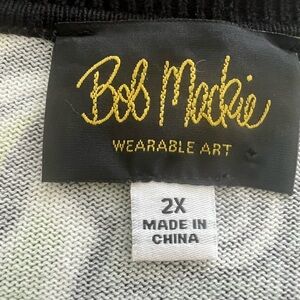 Bob Mackie
WEARABLE ART
2X
MADE IN
CHINA